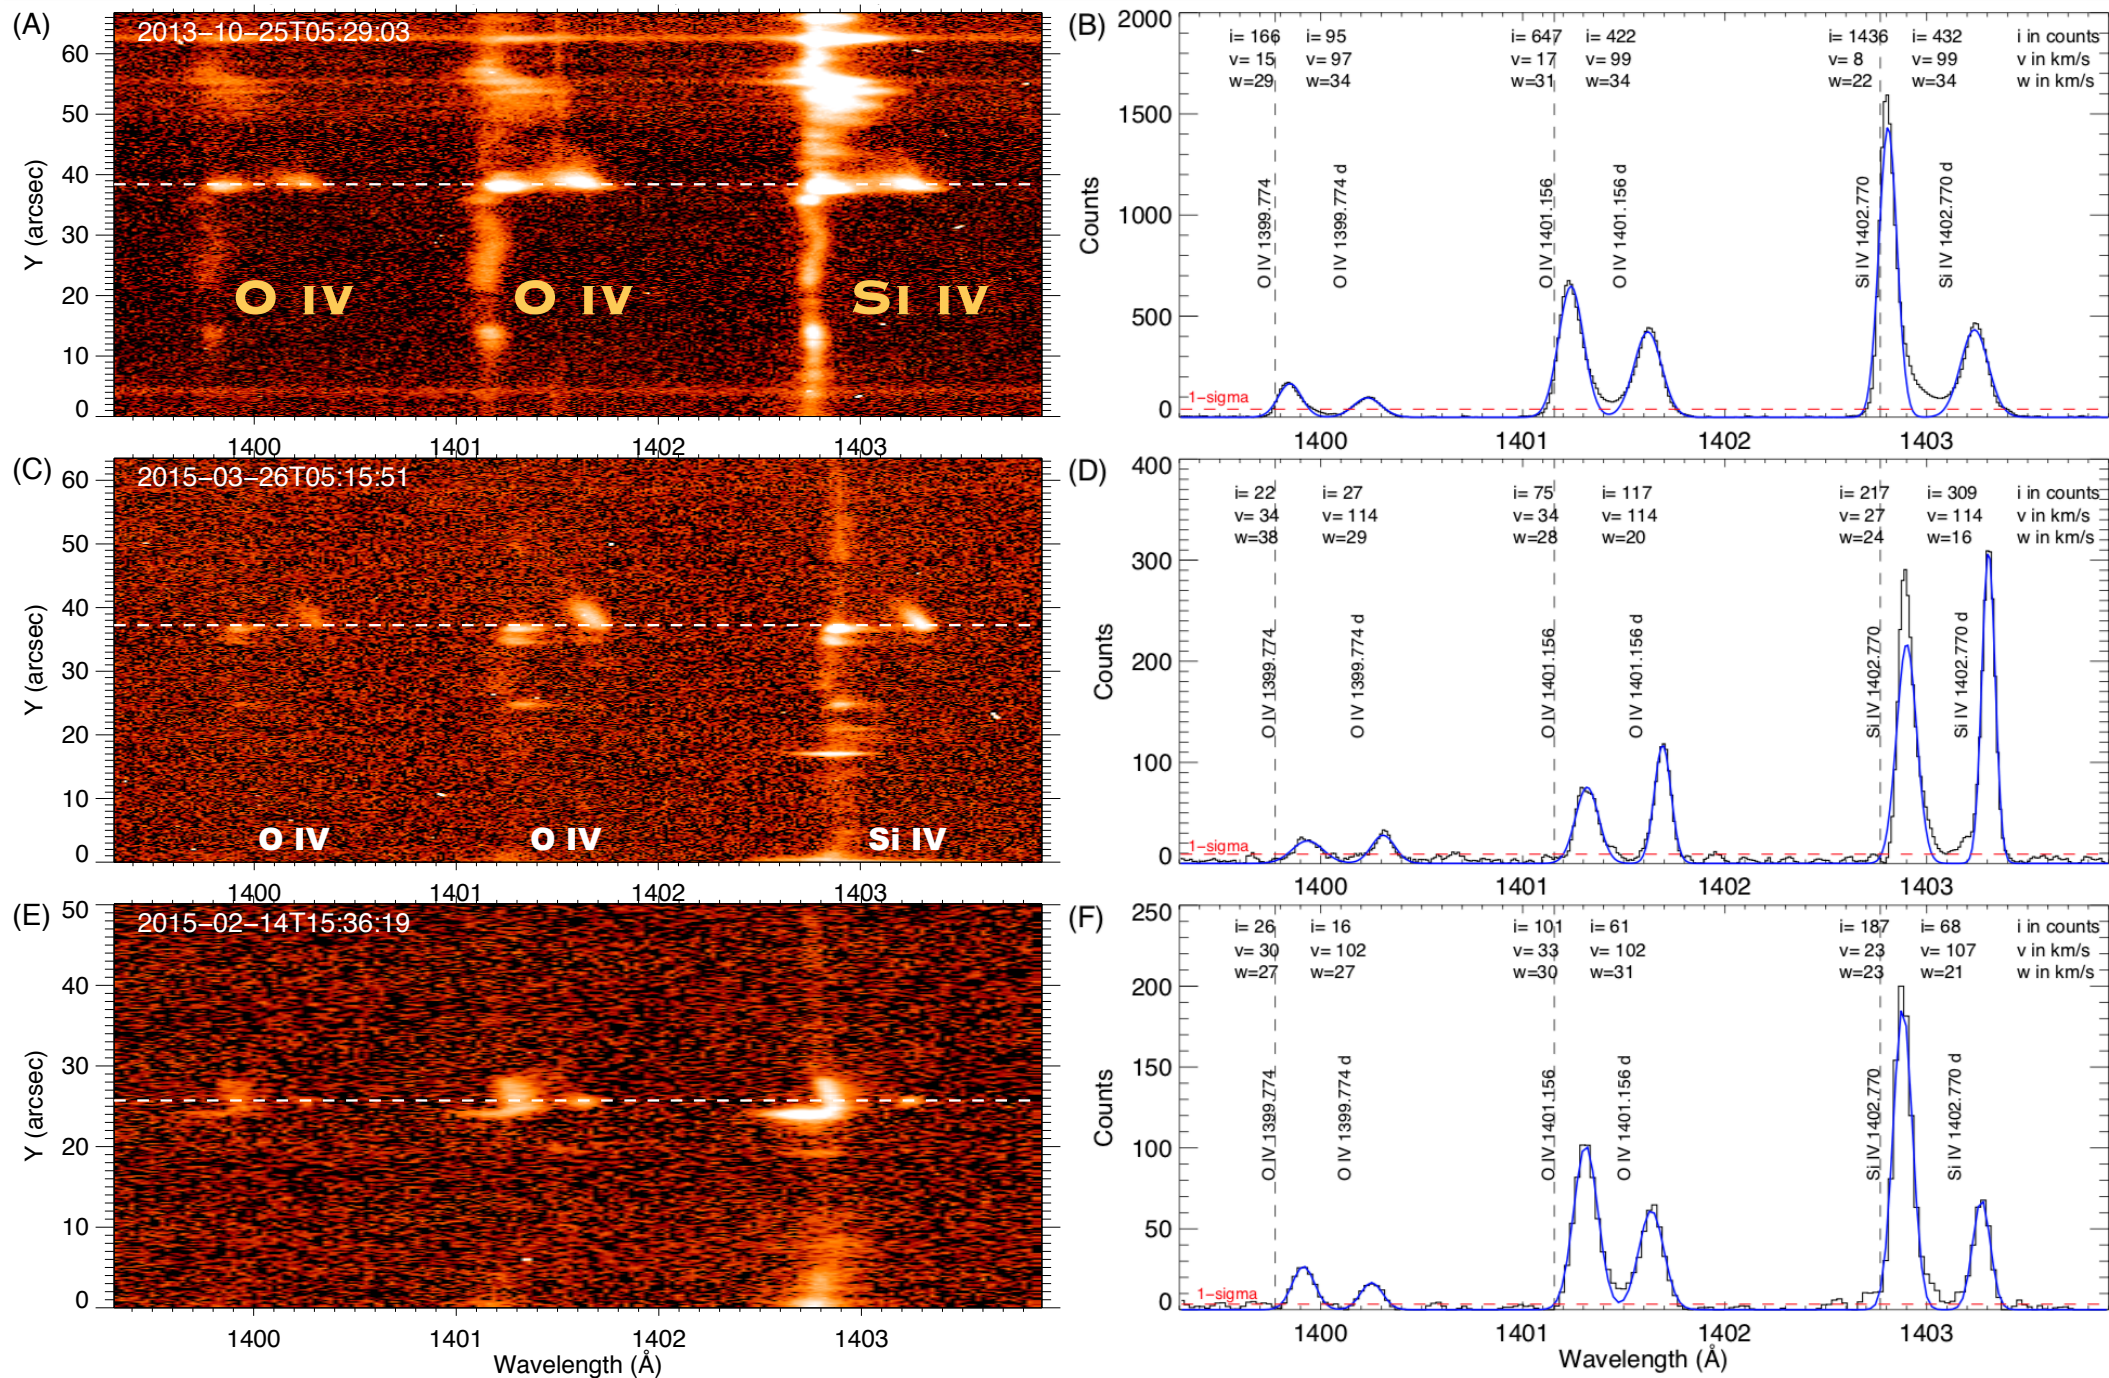 (A)
2013-10-25T05:29:03
60
50
40
30
20
10
0
Y (arcsec)
O IV
O IV
Si IV
1400
1401
1402
1403
(B)
2000
1500
1000
500
0
Counts
i= 166
v= 15
w=29
i= 95
v= 97
w=34
i= 647
v= 17
w=31
i= 422
v= 99
w=34
i= 1436
v= 8
w=22
i= 432
v= 99
w=34
i in counts
v in km/s
w in km/s
O IV 1399.774
O IV 1399.774 d
O IV 1401.156
O IV 1401.156 d
Si IV 1402.770
Si IV 1402.770 d
1-sigma
1400
1401
1402
1403
(C)
2015-03-26T05:15:51
60
50
40
30
20
10
0
Y (arcsec)
O IV
O IV
Si IV
1400
1401
1402
1403
(D)
400
300
200
100
0
Counts
i= 22
v= 34
w=38
i= 27
v= 114
w=29
i= 75
v= 34
w=28
i= 117
v= 114
w=20
i= 217
v= 27
w=24
i= 309
v= 114
w=16
i in counts
v in km/s
w in km/s
O IV 1399.774
O IV 1399.774 d
O IV 1401.156
O IV 1401.156 d
Si IV 1402.770
Si IV 1402.770 d
1-sigma
1400
1401
1402
1403
(E)
2015-02-14T15:36:19
50
40
30
20
10
0
Y (arcsec)
1400
1401
1402
1403
Wavelength (Å)
(F)
250
200
150
100
50
0
Counts
i= 26
v= 30
w=27
i= 16
v= 102
w=27
i= 101
v= 33
w=30
i= 61
v= 102
w=31
i= 187
v= 23
w=23
i= 68
v= 107
w=21
i in counts
v in km/s
w in km/s
O IV 1399.774
O IV 1399.774 d
O IV 1401.156
O IV 1401.156 d
Si IV 1402.770
Si IV 1402.770 d
1-sigma
1400
1401
1402
1403
Wavelength (Å)